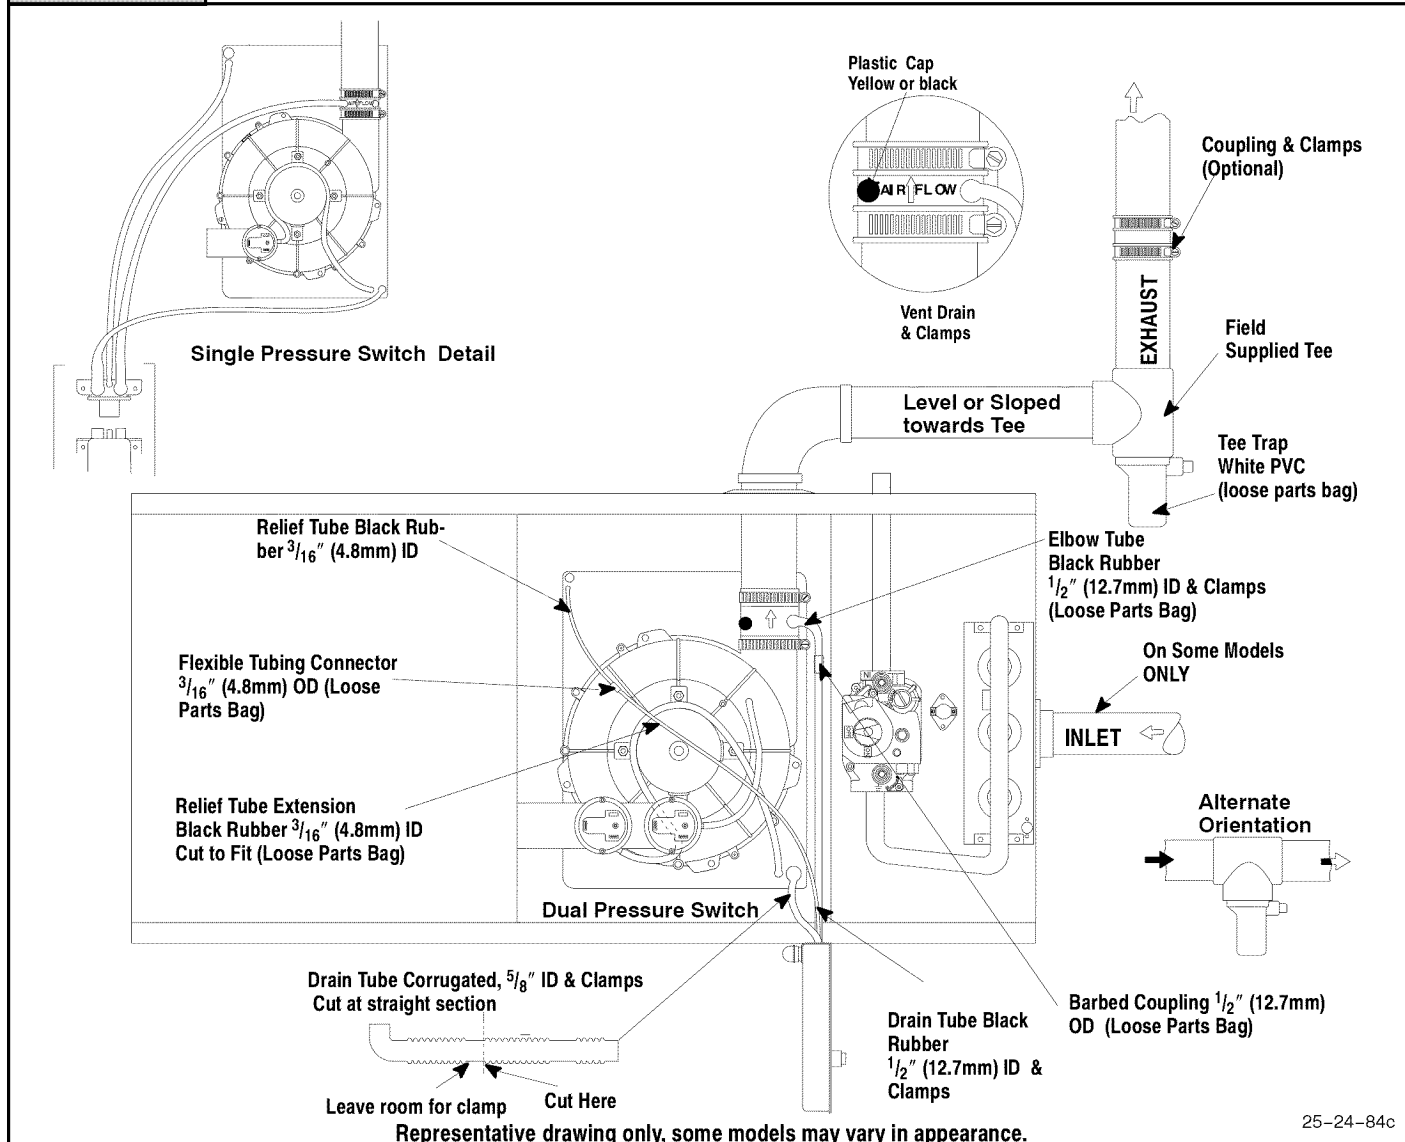 Plastic Cap
Yellow or black
AIR FLOW
Coupling & Clamps
(Optional)
AIR FLOW
Vent Drain
& Clamps
EXHAUST
Field
Supplied Tee
Single Pressure Switch Detail
Level or Sloped
towards Tee
Tee Trap
White PVC
(loose parts bag)
Relief Tube Black Rub-
ber 3/16″ (4.8mm) ID
Elbow Tube
Black Rubber
1/2″ (12.7mm) ID & Clamps
(Loose Parts Bag)
Flexible Tubing Connector
3/16″ (4.8mm) OD (Loose
Parts Bag)
On Some Models
ONLY
INLET
Relief Tube Extension
Black Rubber 3/16″ (4.8mm) ID
Cut to Fit (Loose Parts Bag)
Alternate
Orientation
Dual Pressure Switch
Drain Tube Corrugated, 5/8″ ID & Clamps
Cut at straight section
Barbed Coupling 1/2″ (12.7mm)
OD (Loose Parts Bag)
Drain Tube Black
Rubber
1/2″ (12.7mm) ID &
Clamps
Leave room for clamp
Cut Here
Representative drawing only, some models may vary in appearance.
25-24-84c